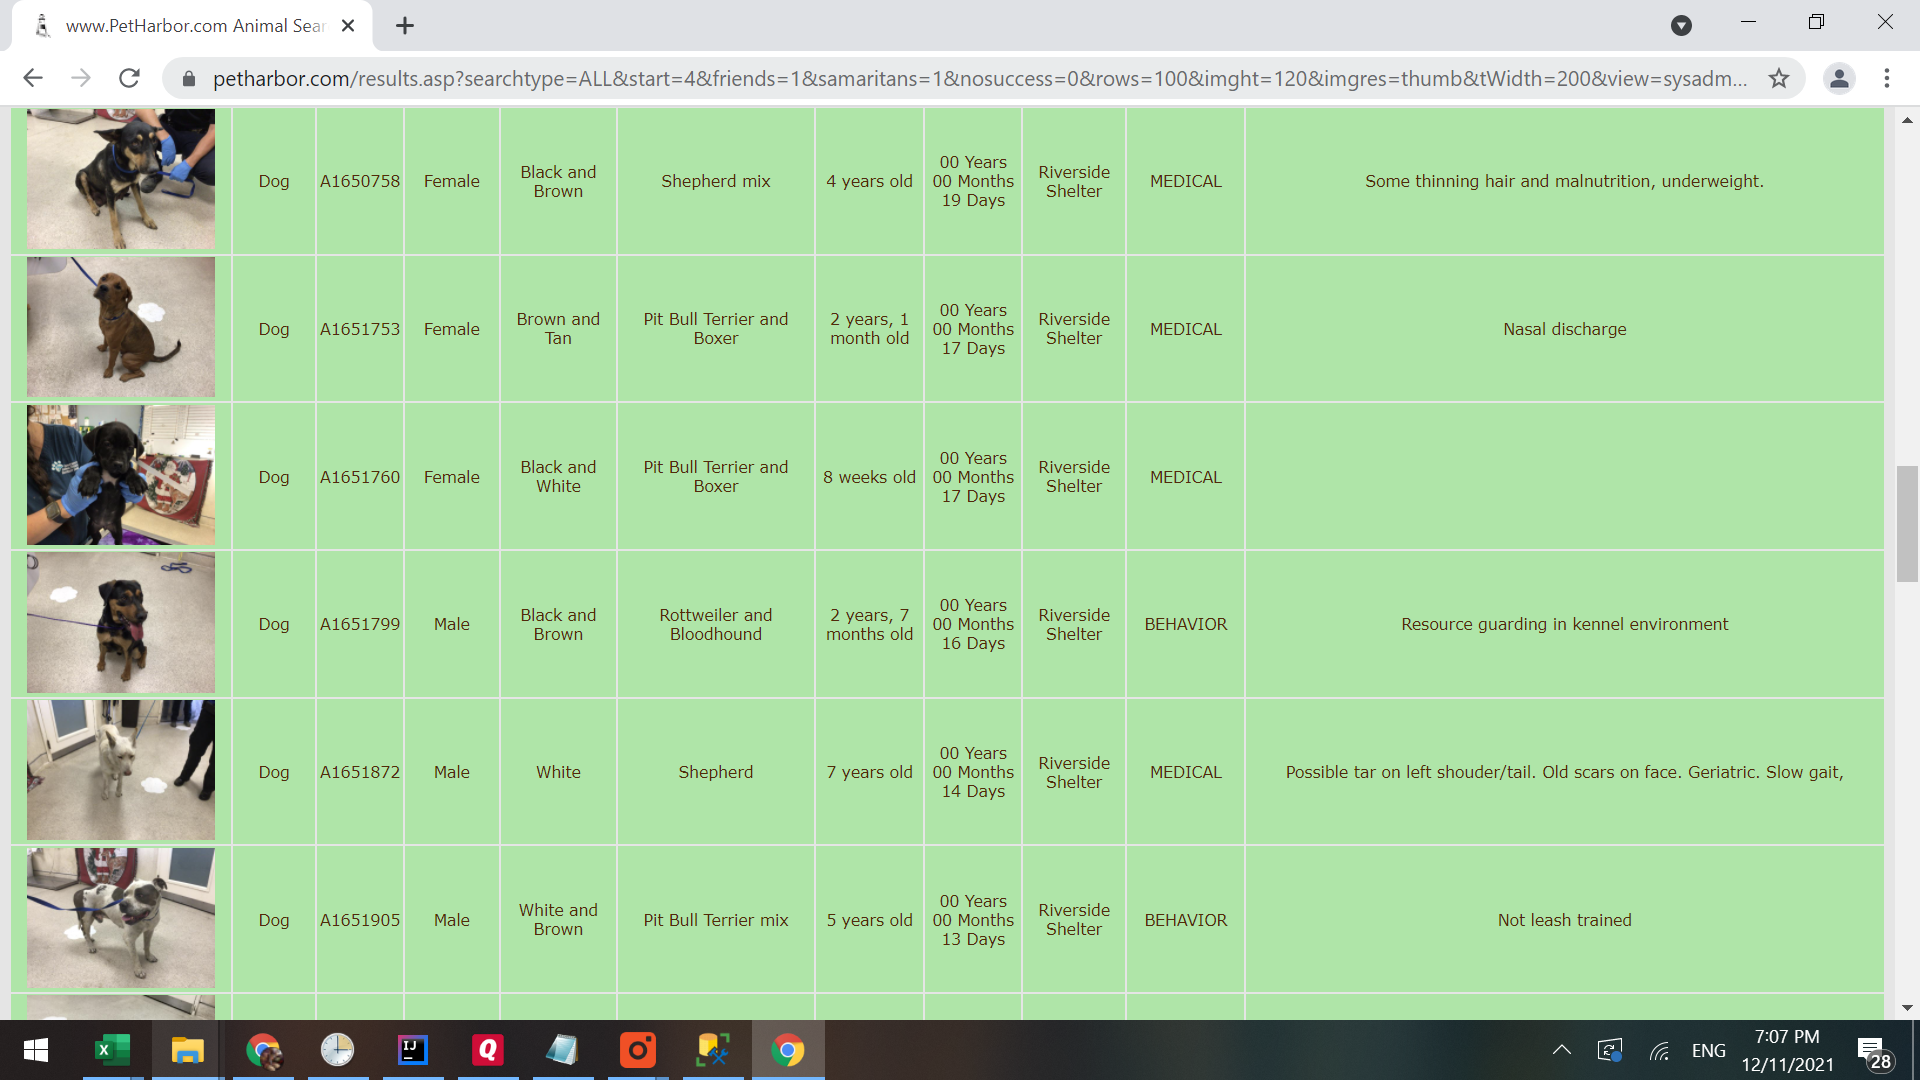 www.PetHarbor.com Animal Sear
petharbor.com/results.asp?searchtype=ALL&start=4&friends=1&samaritans=1&nosuccess=0&rows=100&imght=120&imgres=thumb&tWidth=200&view=sysadm...
Dog A1650758 Female Black and Brown Shepherd mix 4 years old 00 Years 00 Months 19 Days Riverside Shelter MEDICAL Some thinning hair and malnutrition, underweight.
Dog A1651753 Female Brown and Tan Pit Bull Terrier and Boxer 2 years, 1 month old 00 Years 00 Months 17 Days Riverside Shelter MEDICAL Nasal discharge
Dog A1651760 Female Black and White Pit Bull Terrier and Boxer 8 weeks old 00 Years 00 Months 17 Days Riverside Shelter MEDICAL
Dog A1651799 Male Black and Brown Rottweiler and Bloodhound 2 years, 7 months old 00 Years 00 Months 16 Days Riverside Shelter BEHAVIOR Resource guarding in kennel environment
Dog A1651872 Male White Shepherd 7 years old 00 Years 00 Months 14 Days Riverside Shelter MEDICAL Possible tar on left shouder/tail. Old scars on face. Geriatric. Slow gait,
Dog A1651905 Male White and Brown Pit Bull Terrier mix 5 years old 00 Years 00 Months 13 Days Riverside Shelter BEHAVIOR Not leash trained
X
IJ
Q
ENG
7:07 PM
12/11/2021
28